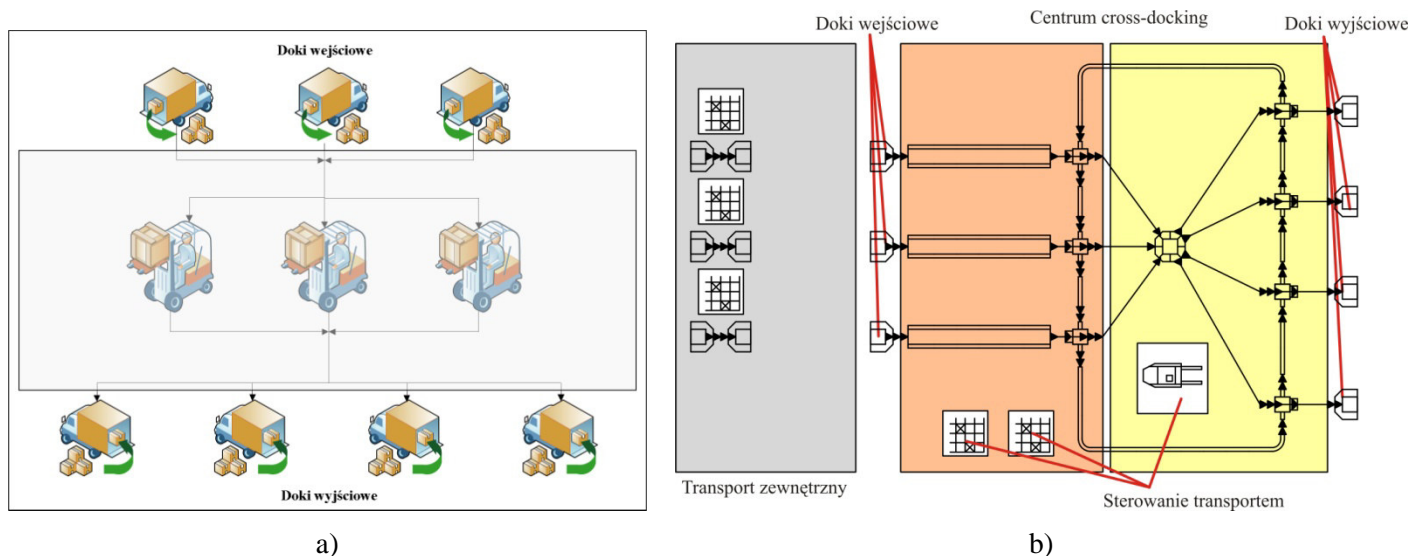 Doki wejściowe
Doki wyjściowe
a)
Doki wejściowe
Centrum cross-docking
Doki wyjściowe
Transport zewnętrzny
Sterowanie transportem
b)